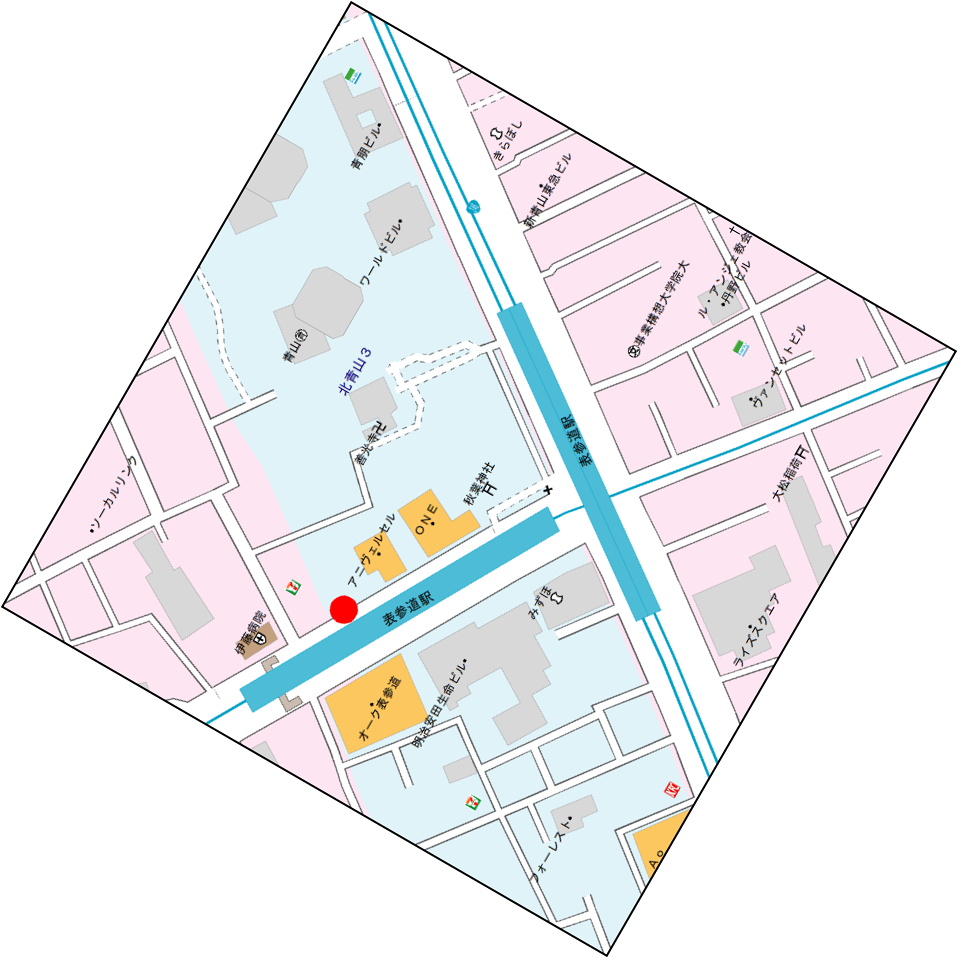 青朋ビル
きらぼし
新青山東急ビル
ワールドビル
ル・アンジェ教会
丹野ビル
事業構想大学院大
青山
北青山3
ヴァンセットビル
善光寺
表参道駅
秋葉神社
大松稲荷
ソーカルリンク
ONE
アニヴェルセル
表参道駅
みずほ
伊藤病院
ライズスクエア
オーク表参道
明治安田生命ビル
フォーレスト
Ao